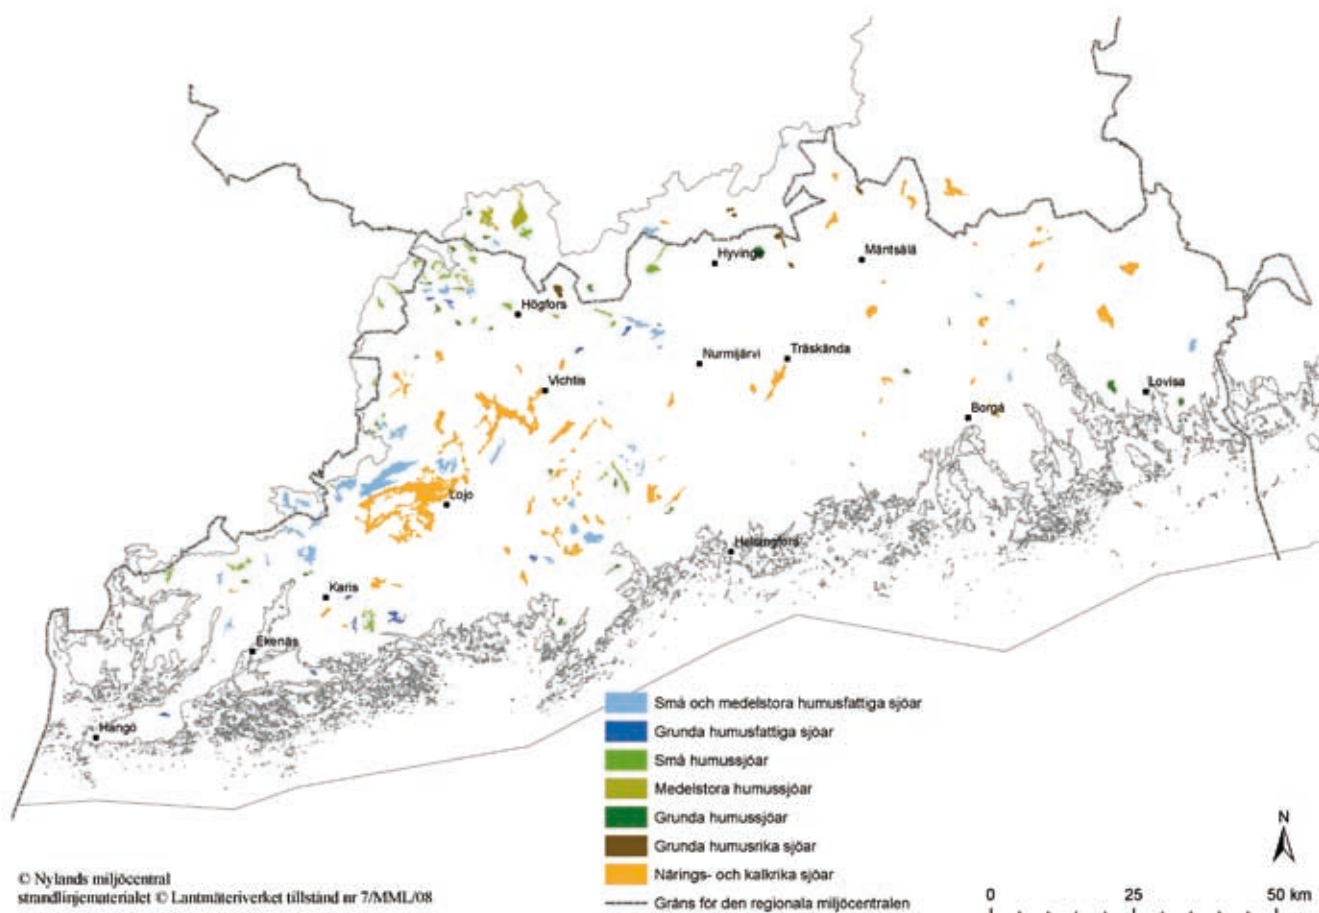 Hyvinge
Mäntsälä
Högfors
Nurmijärvi
Träskända
Vichtis
Lovisa
Borgå
Lojo
Helsingfors
Karis
Ekenäs
Hangö
Små och medelstora humusfattiga sjöar
Grunda humusfattiga sjöar
Små humussjöar
Medelstora humussjöar
Grunda humussjöar
Grunda humusrika sjöar
Närings- och kalkrika sjöar
Gräns för den regionala miljöcentralen
N
0 25 50 km
© Nylands miljöcentral
strandlinjematerialet © Lantmäteriverket tillstånd nr 7/MML/08